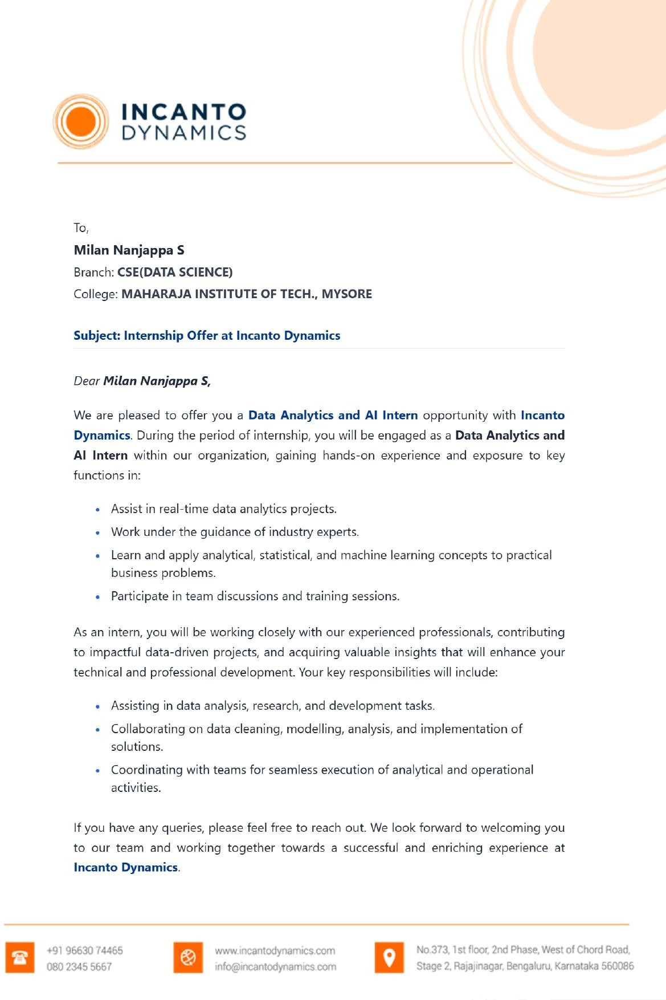 INCANTO
DYNAMICS
To,
Milan Nanjappa S
Branch: CSE(DATA SCIENCE)
College: MAHARAJA INSTITUTE OF TECH., MYSORE
Subject: Internship Offer at Incanto Dynamics
Dear Milan Nanjappa S,
We are pleased to offer you a Data Analytics and AI Intern opportunity with Incanto
Dynamics. During the period of internship, you will be engaged as a Data Analytics and
AI Intern within our organization, gaining hands-on experience and exposure to key
functions in:
• Assist in real-time data analytics projects.
• Work under the guidance of industry experts.
• Learn and apply analytical, statistical, and machine learning concepts to practical
business problems.
• Participate in team discussions and training sessions.
As an intern, you will be working closely with our experienced professionals, contributing
to impactful data-driven projects, and acquiring valuable insights that will enhance your
technical and professional development. Your key responsibilities will include:
• Assisting in data analysis, research, and development tasks.
• Collaborating on data cleaning, modelling, analysis, and implementation of
solutions.
• Coordinating with teams for seamless execution of analytical and operational
activities.
If you have any queries, please feel free to reach out. We look forward to welcoming you
to our team and working together towards a successful and enriching experience at
Incanto Dynamics.
+91 96630 74465
080 2345 5667
www.incantodynamics.com
info@incantodynamics.com
No.373, 1st floor, 2nd Phase, West of Chord Road,
Stage 2, Rajajinagar, Bengaluru, Karnataka 560086